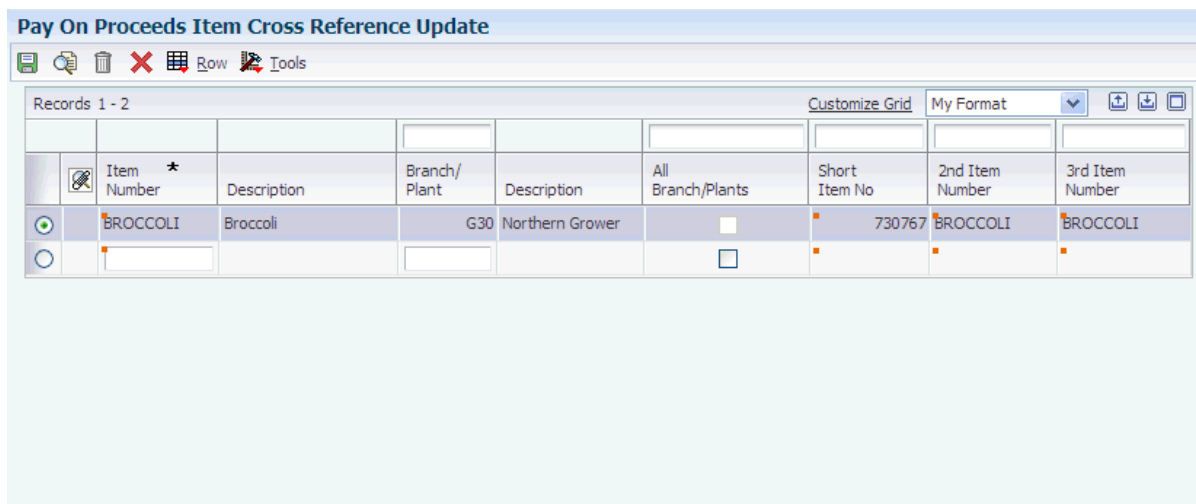 Pay On Proceeds Item Cross Reference Update
Row Tools
Records 1 - 2 Customize Grid My Format
Item * Number Description Branch/ Plant Description All Branch/Plants Short Item No 2nd Item Number 3rd Item Number
BROCCOLI Broccoli G30 Northern Grower 730767 BROCCOLI BROCCOLI